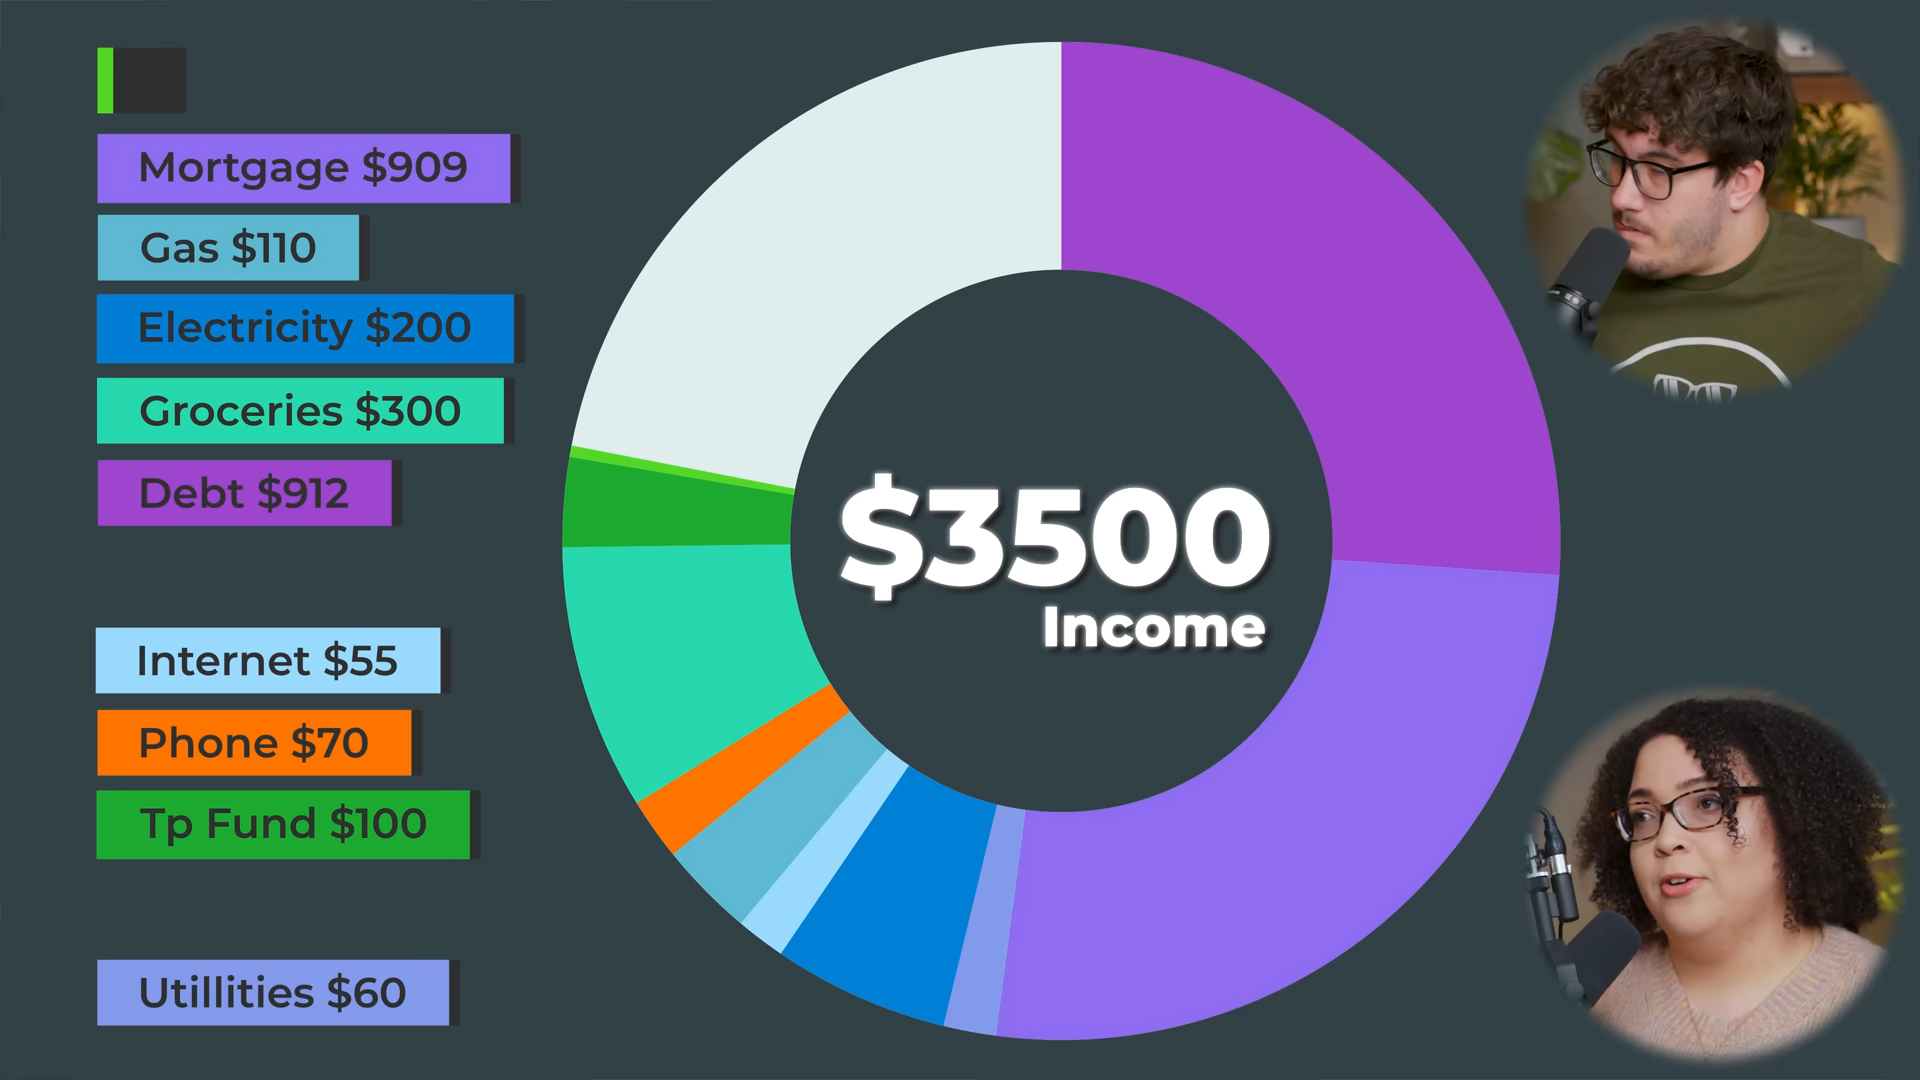 Mortgage $909
Gas $110
Electricity $200
Groceries $300
Debt $912
Internet $55
Phone $70
Tp Fund $100
Utillities $60
$3500
Income